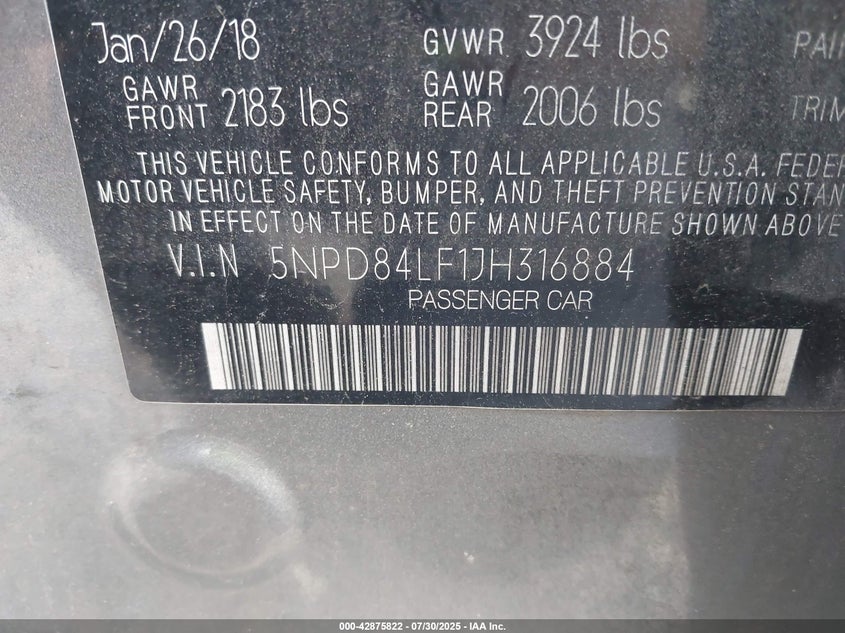 Jan/26/18 GVWR 3924 lbs PAI
GAWR FRONT 2183 lbs GAWR REAR 2006 lbs TRIM
THIS VEHICLE CONFORMS TO ALL APPLICABLE U.S.A. FEDER
MOTOR VEHICLE SAFETY, BUMPER, AND THEFT PREVENTION STAN
IN EFFECT ON THE DATE OF MANUFACTURE SHOWN ABOVE
V.I.N 5NPD84LF1JH316884
PASSENGER CAR
000-42875822 - 07/30/2025 - IAA Inc.